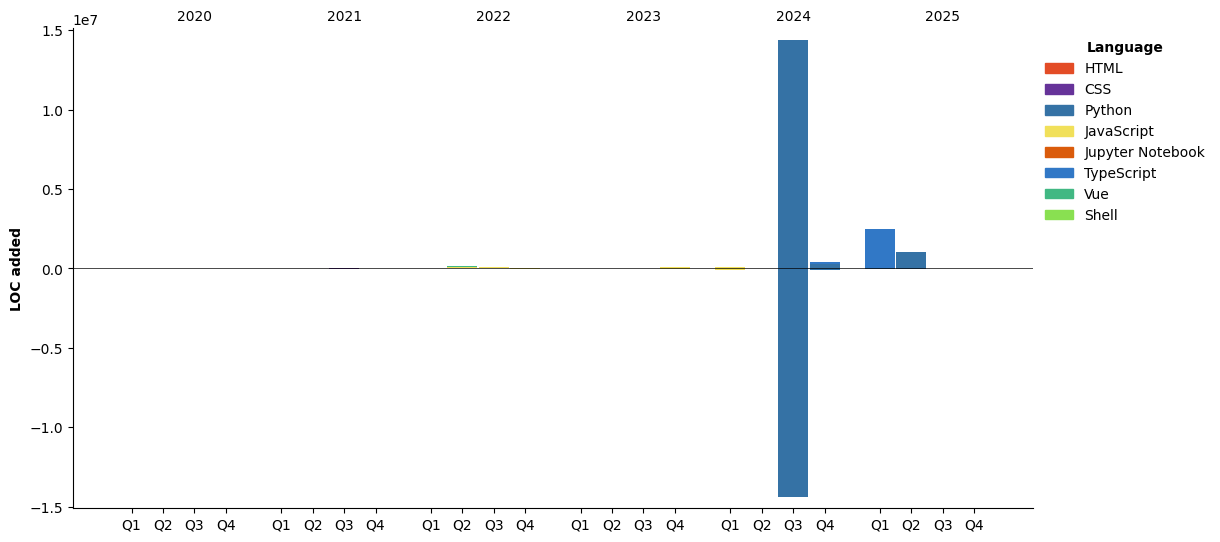 1e7
2020 2021 2022 2023 2024 2025
1.5
1.0
0.5
0.0
−0.5
−1.0
−1.5
LOC added
Q1 Q2 Q3 Q4 Q1 Q2 Q3 Q4 Q1 Q2 Q3 Q4 Q1 Q2 Q3 Q4 Q1 Q2 Q3 Q4 Q1 Q2 Q3 Q4
Language
HTML
CSS
Python
JavaScript
Jupyter Notebook
TypeScript
Vue
Shell